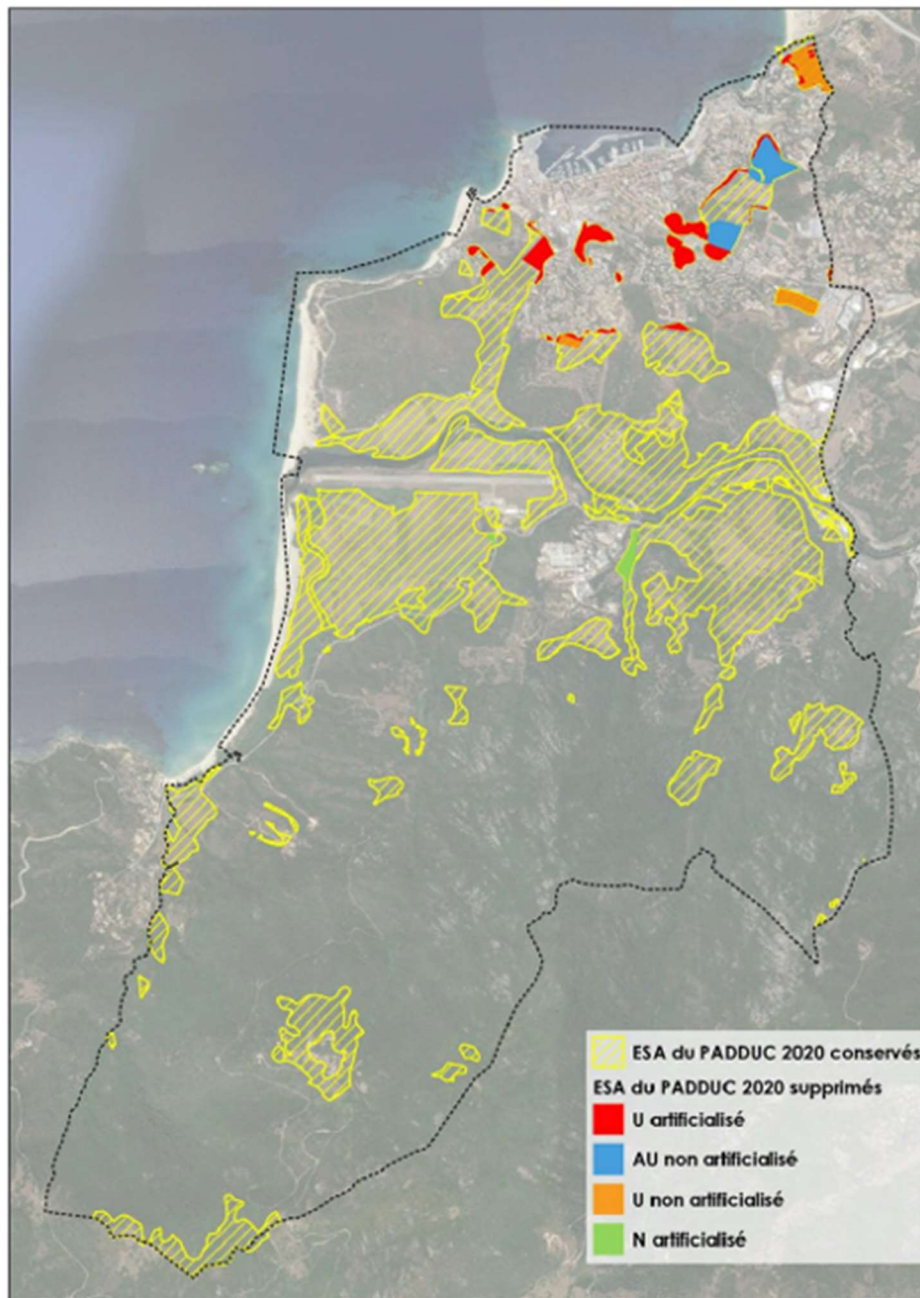 ESA du PADDUC 2020 conservés
ESA du PADDUC 2020 supprimés
U artificialisé
AU non artificialisé
U non artificialisé
N artificialisé